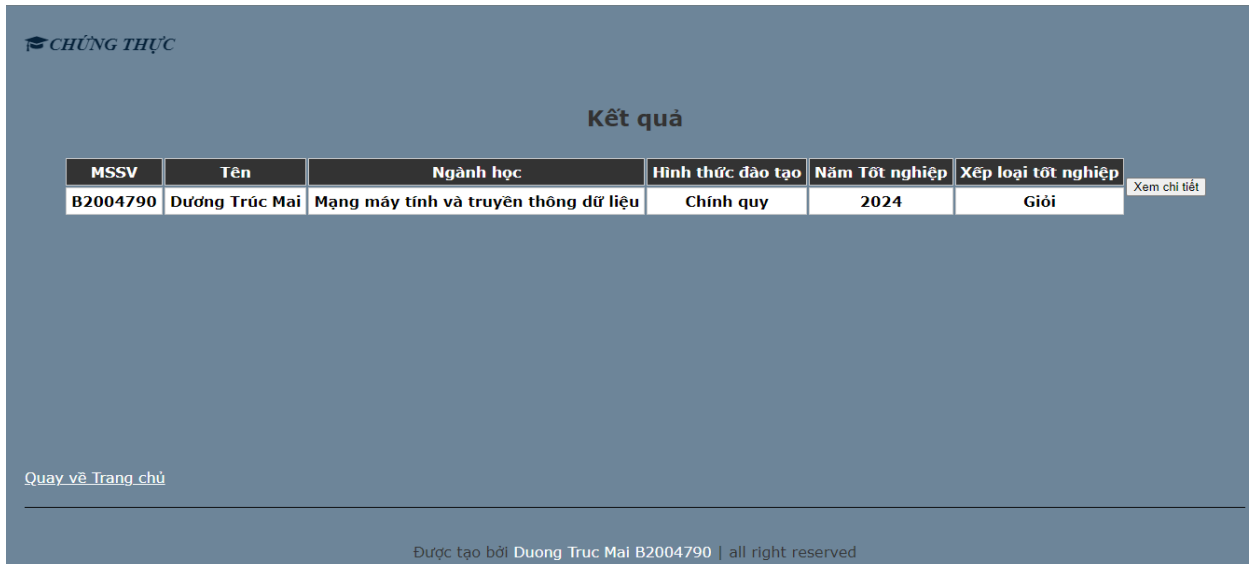 CHỨNG THỰC
Kết quả
MSSV Tên Ngành học Hình thức đào tạo Năm Tốt nghiệp Xếp loại tốt nghiệp
Xem chi tiết
B2004790 Dương Trúc Mai Mạng máy tính và truyền thông dữ liệu Chính quy 2024 Giỏi
Quay về Trang chủ
Được tạo bởi Duong Truc Mai B2004790 | all right reserved